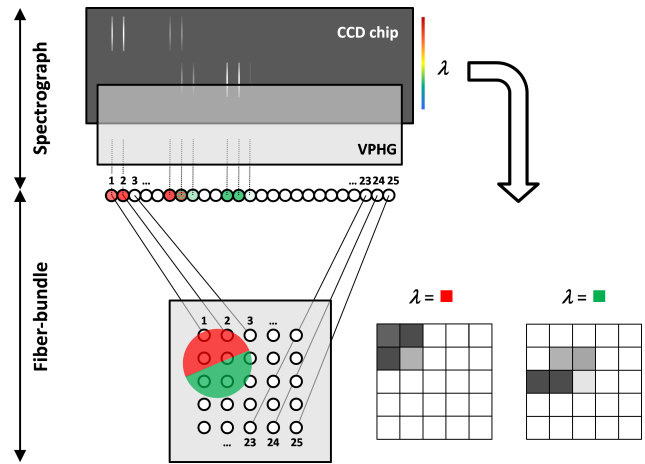 CCD chip
λ
Spectrograph
VPHG
1 2 3 ... ... 23 24 25
Fiber-bundle
λ = λ =
1 2 3 ...
... 23 24 25